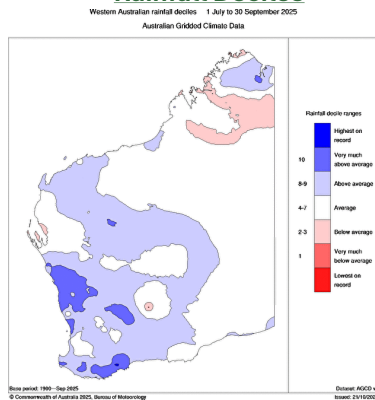 Western Australian rainfall deciles 1 July to 30 September 2025
Australian Gridded Climate Data
Rainfall decile ranges
Highest on
record
10 Very much
above average
8-9 Above average
4-7 Average
2-3 Below average
1 Very much
below average
Lowest on
record
Base period: 1900-Sep 2025
Dataset: AGCD v
© Commonwealth of Australia 2025, Bureau of Meteorology
Issued: 21/10/202